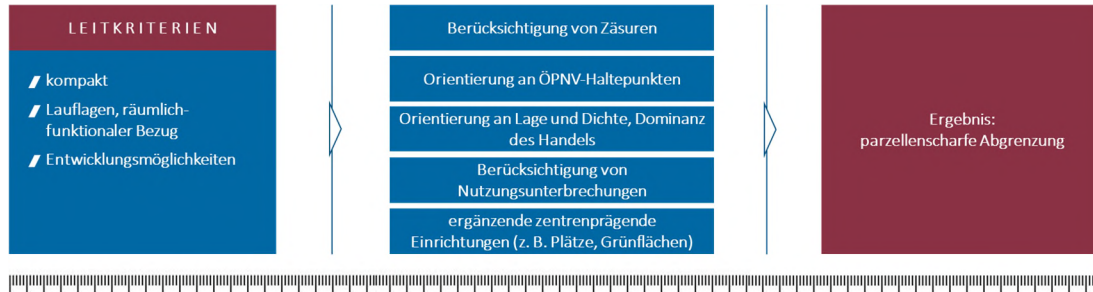 LEITKRITERIEN
kompakt
Lauflagen, räumlich-
funktionaler Bezug
Entwicklungsmöglichkeiten
Berücksichtigung von Zäsuren
Orientierung an ÖPNV-Haltepunkten
Orientierung an Lage und Dichte, Dominanz
des Handels
Berücksichtigung von
Nutzungsunterbrechungen
ergänzende zentrenprägende
Einrichtungen (z. B. Plätze, Grünflächen)
Ergebnis:
parzellenscharfe Abgrenzung